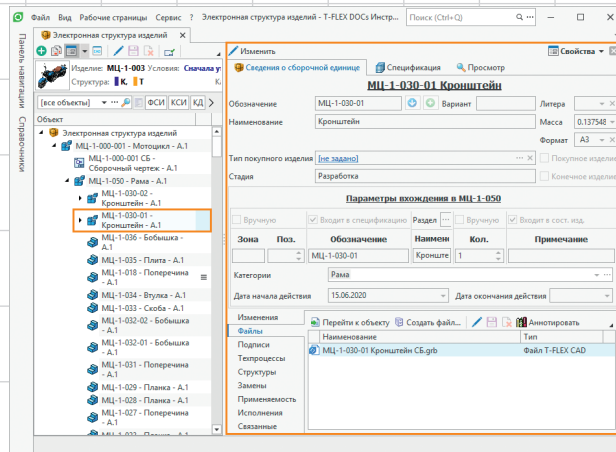 Файл Вид Рабочие страницы Сервис ? Электронная структура изделий - T-FLEX DOCs Инстр... Поиск (Ctrl+Q)
Панель навигации
Справочники
Электронная структура изделий
Изделие: МЦ-1-003 Условия: Сначала у
Структура: К, Т К.
[все объекты] ФСИ КСИ КД
Объект
Электронная структура изделий
МЦ-1-000-001 - Мотоцикл - А.1
МЦ-1-000-001 СБ -
Сборочный чертеж - А.1
МЦ-1-050 - Рама - А.1
МЦ-1-030-02 -
Кронштейн - А.1
МЦ-1-030-01 -
Кронштейн - А.1
МЦ-1-036 - Бобышка -
А.1
МЦ-1-035 - Плита - А.1
МЦ-1-018 - Поперечина
- А.1
МЦ-1-034 - Втулка - А.1
МЦ-1-033 - Скоба - А.1
МЦ-1-032-02 - Бобышка
- А.1
МЦ-1-032-01 - Бобышка
- А.1
МЦ-1-031 - Поперечина
- А.1
МЦ-1-029 - Планка - А.1
МЦ-1-028 - Планка - А.1
МЦ-1-027 - Поперечина
- А.1
Изменить Свойства
Сведения о сборочной единице Спецификация Просмотр
МЦ-1-030-01 Кронштейн
Обозначение МЦ-1-030-01 Вариант Литера
Наименование Кронштейн Масса 0.137548
Формат А3
Тип покупного изделия [не задано] Покупное изделие
Стадия Разработка Конечное изделие
Параметры вхождения в МЦ-1-050
Вручную Входит в спецификацию Раздел ... Вручную Входит в сост. изд.
Зона Поз. Обозначение Наимено Кол. Примечание
МЦ-1-030-01 Кронште 1
Категории Рама
Дата начала действия 15.06.2020 Дата окончания действия
Изменения
Файлы
Подписи
Техпроцессы
Структуры
Замены
Применяемость
Исполнения
Связанные
Перейти к объекту Создать файл... Аннотировать
Наименование Тип
МЦ-1-030-01 Кронштейн СБ.grb Файл T-FLEX CAD